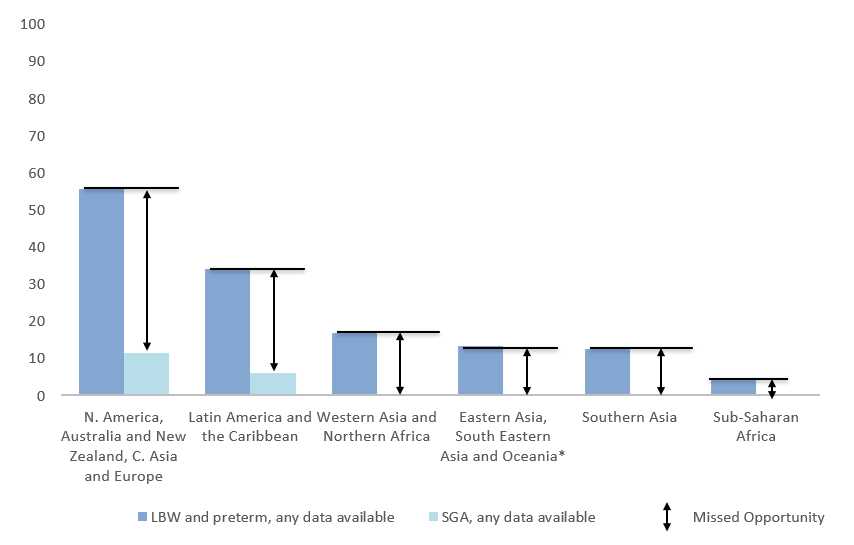 100
90
80
70
60
50
40
30
20
10
0
N. America,
Australia and New
Zealand, C. Asia
and Europe
Latin America and
the Caribbean
Western Asia and
Northern Africa
Eastern Asia,
South Eastern
Asia and Oceania*
Southern Asia
Sub-Saharan
Africa
LBW and preterm, any data available
SGA, any data available
Missed Opportunity